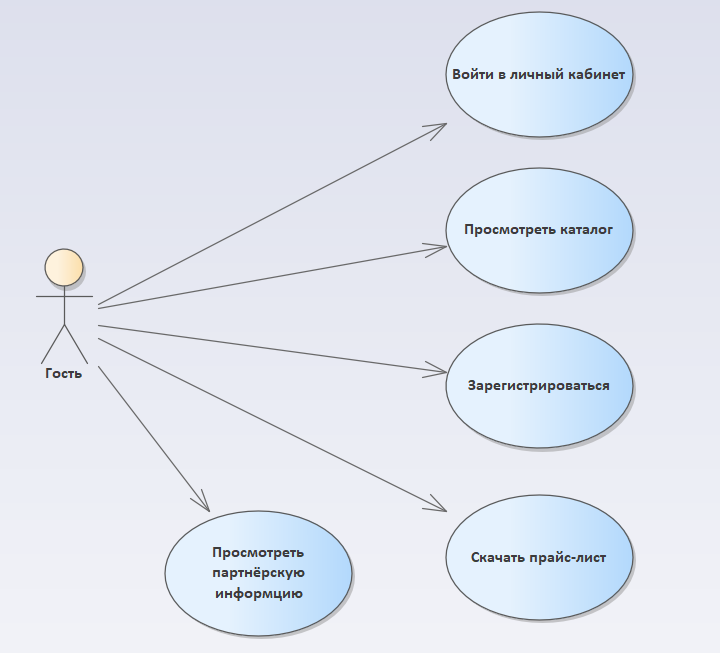 Войти в личный кабинет
Просмотреть каталог
Гость
Зарегистрироваться
Просмотреть
партнёрскую
информцию
Скачать прайс-лист